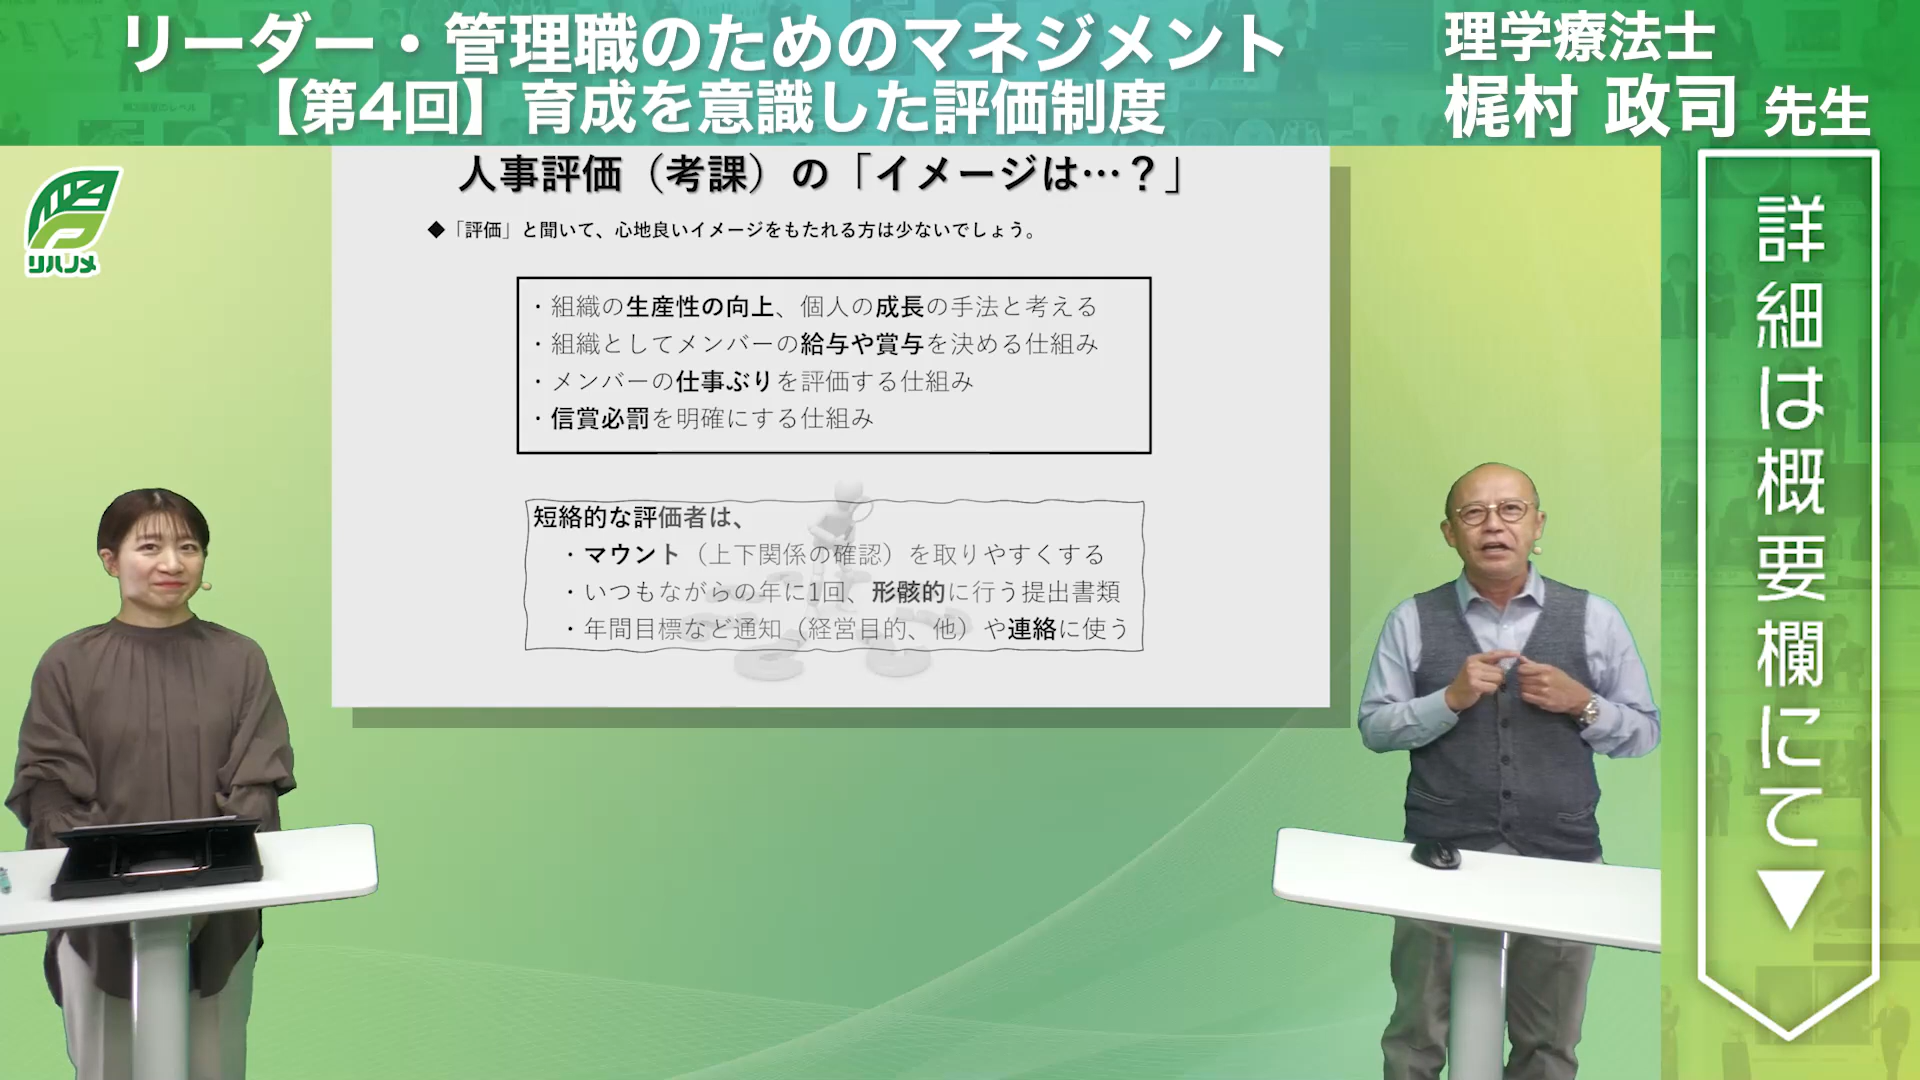 リーダー・管理職のためのマネジメント
【第4回】育成を意識した評価制度
理学療法士
梶村 政司 先生
リハノメ
人事評価（考課）の「イメージは…？」
◆「評価」と聞いて、心地良いイメージをもたれる方は少ないでしょう。
・組織の生産性の向上、個人の成長の手法と考える
・組織としてメンバーの給与や賞与を決める仕組み
・メンバーの仕事ぶりを評価する仕組み
・信賞必罰を明確にする仕組み
短絡的な評価者は、
・マウント（上下関係の確認）を取りやすくする
・いつもながらの年に1回、形骸的に行う提出書類
・年間目標など通知（経営目的、他）や連絡に使う
詳細は概要欄にて▼